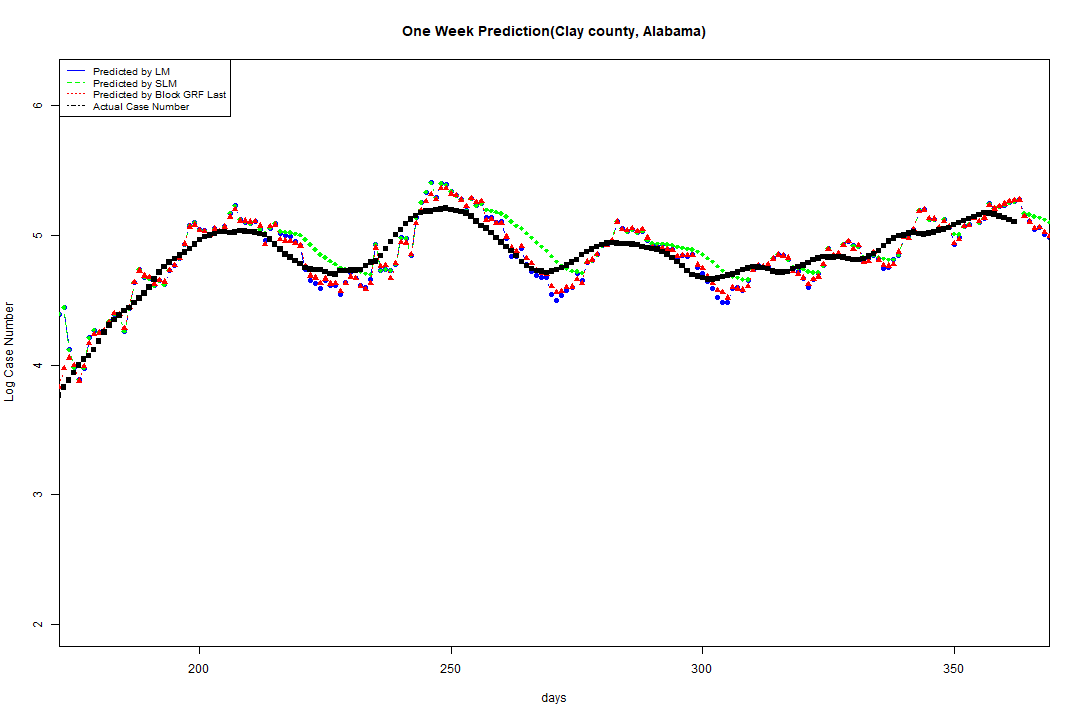 One Week Prediction(Clay county, Alabama)
Predicted by LM
Predicted by SLM
Predicted by Block GRF Last
Actual Case Number
6
5
4
3
2
Log Case Number
200 250 300 350
days